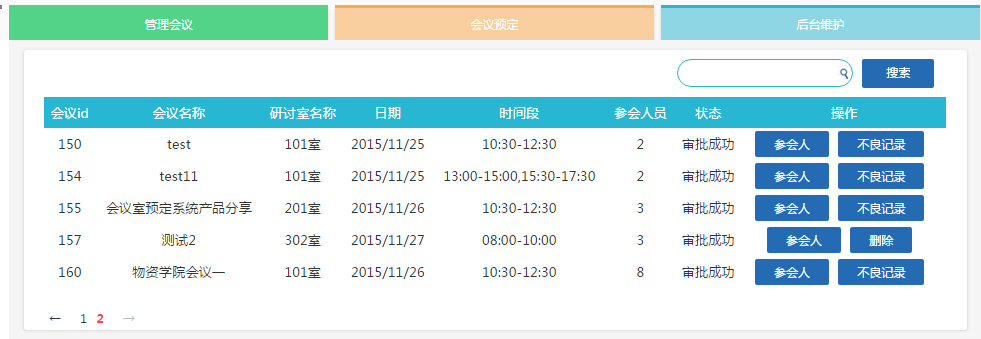 管理会议 会议预定 后台维护
搜索
会议id 会议名称 研讨室名称 日期 时间段 参会人员 状态 操作
150 test 101室 2015/11/25 10:30-12:30 2 审批成功 参会人 不良记录
154 test11 101室 2015/11/25 13:00-15:00,15:30-17:30 2 审批成功 参会人 不良记录
155 会议室预定系统产品分享 201室 2015/11/26 10:30-12:30 3 审批成功 参会人 不良记录
157 测试2 302室 2015/11/27 08:00-10:00 3 审批成功 参会人 删除
160 物资学院会议一 101室 2015/11/26 10:30-12:30 8 审批成功 参会人 不良记录
← 1 2 →